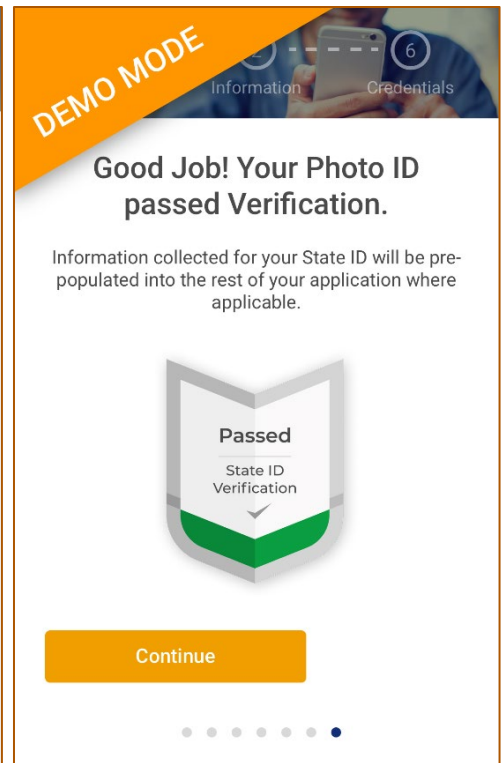 DEMO MODE
2
6
Information
Credentials
Good Job! Your Photo ID
passed Verification.
Information collected for your State ID will be pre-
populated into the rest of your application where
applicable.
Passed
State ID
Verification
Continue